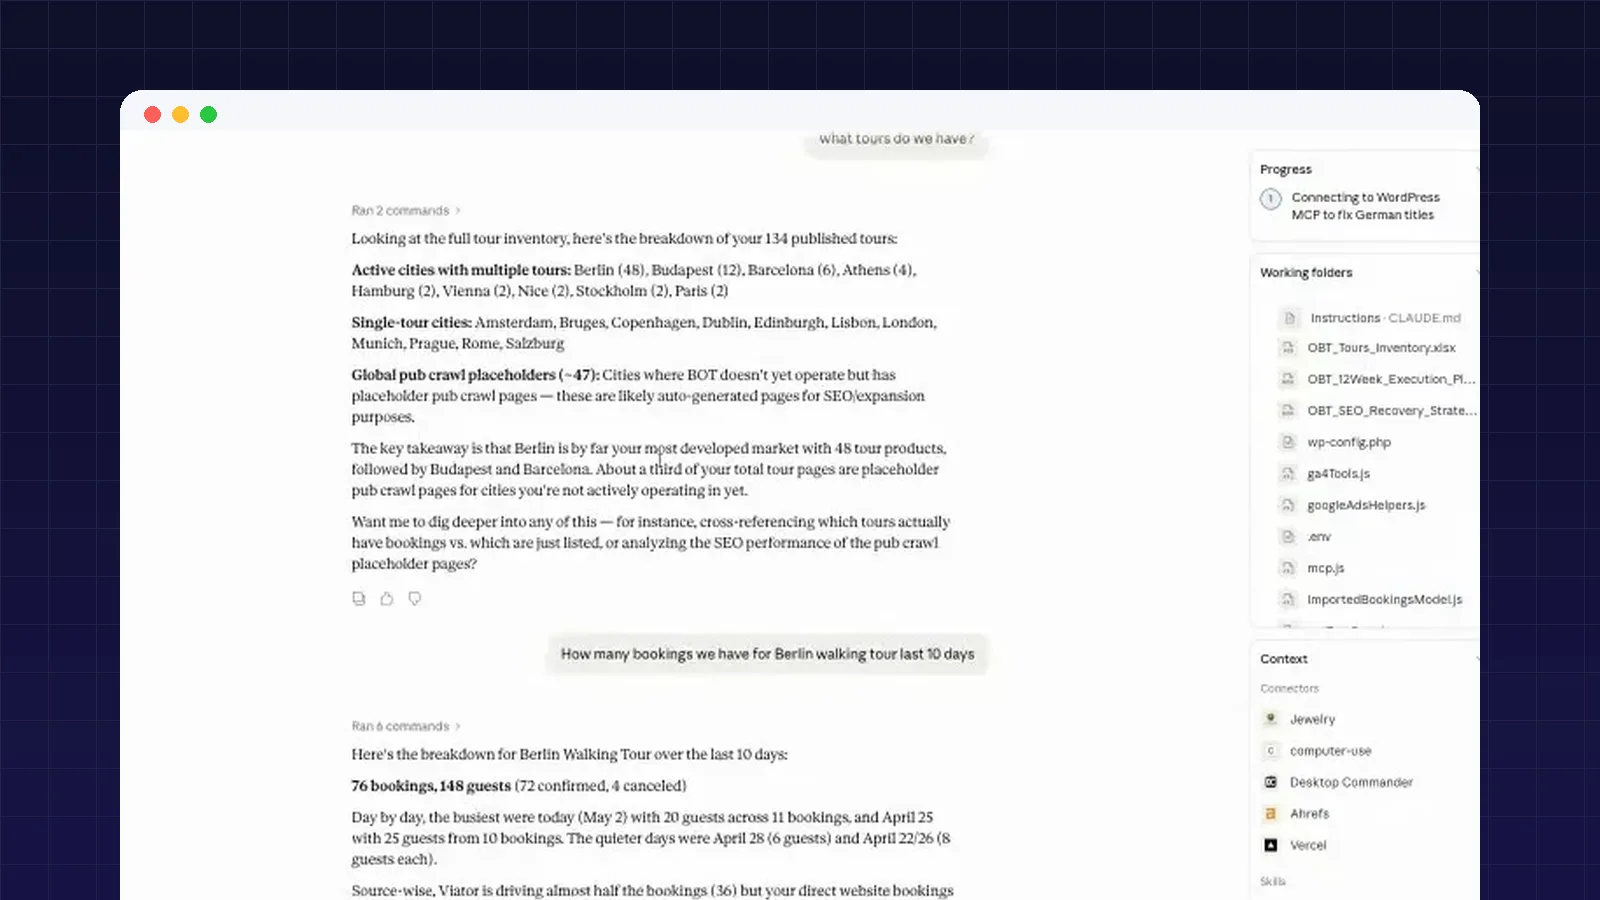 what tours do we have?
Ran 2 commands >
Looking at the full tour inventory, here's the breakdown of your 134 published tours:
Active cities with multiple tours: Berlin (48), Budapest (12), Barcelona (6), Athens (4),
Hamburg (2), Vienna (2), Nice (2), Stockholm (2), Paris (2)
Single-tour cities: Amsterdam, Bruges, Copenhagen, Dublin, Edinburgh, Lisbon, London,
Munich, Prague, Rome, Salzburg
Global pub crawl placeholders (~47): Cities where BOT doesn't yet operate but has
placeholder pub crawl pages — these are likely auto-generated pages for SEO/expansion
purposes.
The key takeaway is that Berlin is by far your most developed market with 48 tour products,
followed by Budapest and Barcelona. About a third of your total tour pages are placeholder
pub crawl pages for cities you're not actively operating in yet.
Want me to dig deeper into any of this — for instance, cross-referencing which tours actually
have bookings vs. which are just listed, or analyzing the SEO performance of the pub crawl
placeholder pages?
How many bookings we have for Berlin walking tour last 10 days
Ran 6 commands >
Here's the breakdown for Berlin Walking Tour over the last 10 days:
76 bookings, 148 guests (72 confirmed, 4 canceled)
Day by day, the busiest were today (May 2) with 20 guests across 11 bookings, and April 25
with 25 guests from 10 bookings. The quieter days were April 28 (6 guests) and April 22/26 (8
guests each).
Source-wise, Viator is driving almost half the bookings (36) but your direct website bookings
Progress
1
Connecting to WordPress
MCP to fix German titles
Working folders
Instructions · CLAUDE.md
OBT_Tours_Inventory.xlsx
OBT_12Week_Execution_Pl...
OBT_SEO_Recovery_Strate...
wp-config.php
ga4Tools.js
googleAdsHelpers.js
.env
mcp.js
ImportedBookingsModel.js
Context
Connectors
Jewelry
C computer-use
Desktop Commander
Ahrefs
Vercel
Skills